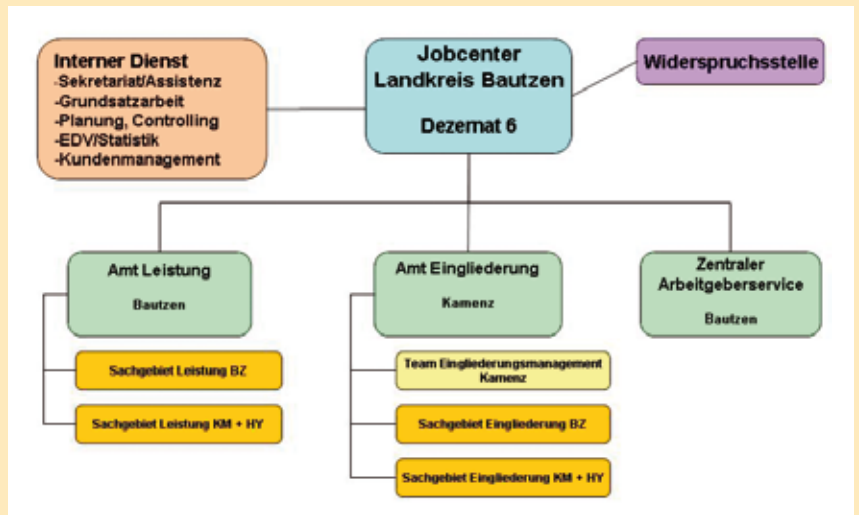 Interner Dienst
-Sekretariat/Assistenz
-Grundsatzarbeit
-Planung, Controlling
-EDV/Statistik
-Kundenmanagement
Jobcenter
Landkreis Bautzen
Dezernat 6
Widerspruchsstelle
Amt Leistung
Bautzen
Sachgebiet Leistung BZ
Sachgebiet Leistung KM + HY
Amt Eingliederung
Kamenz
Team Eingliederungsmanagement
Kamenz
Sachgebiet Eingliederung BZ
Sachgebiet Eingliederung KM + HY
Zentraler
Arbeitgeberservice
Bautzen